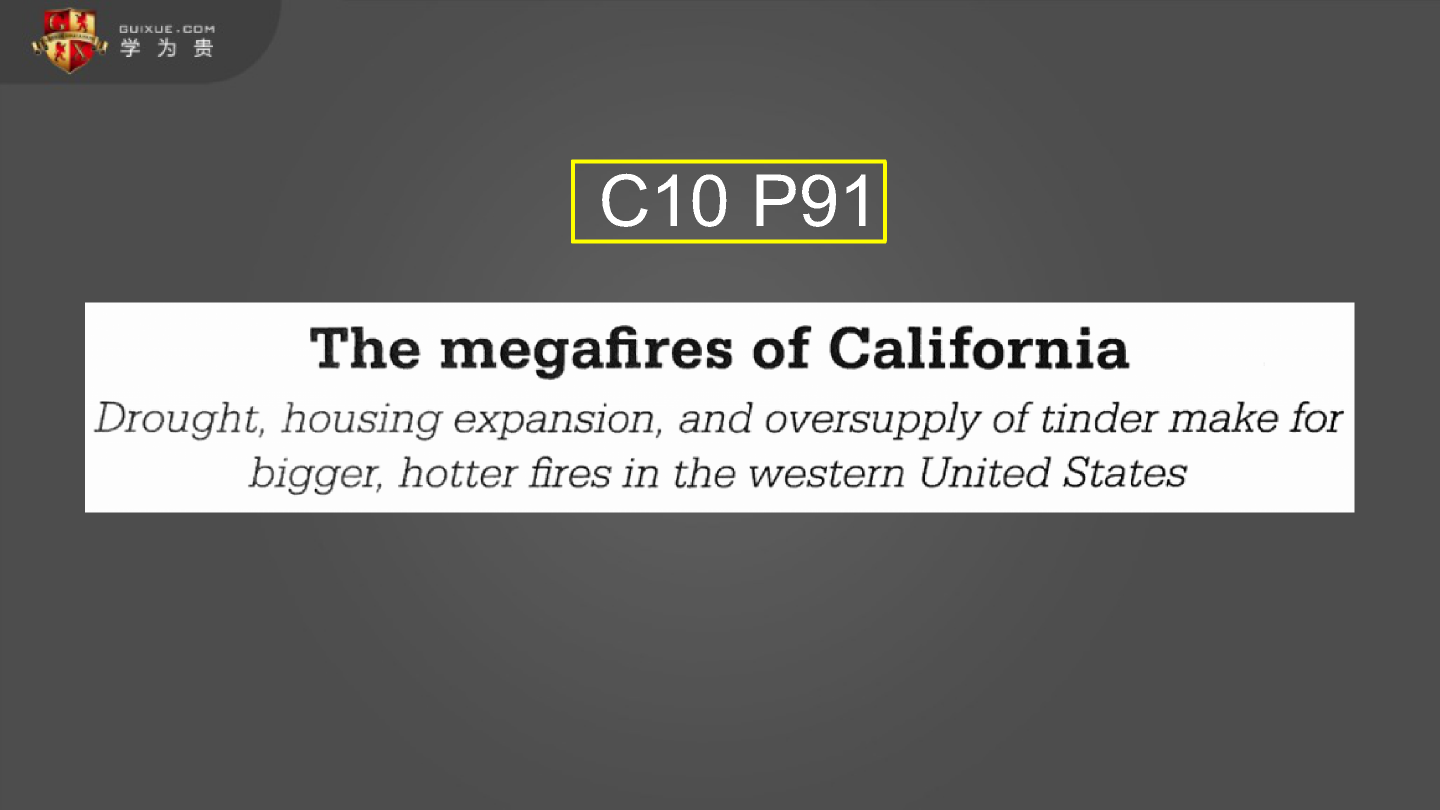 GUIXUE.COM
学为贵
C10 P91
The megafires of California
Drought, housing expansion, and oversupply of tinder make for
bigger, hotter fires in the western United States